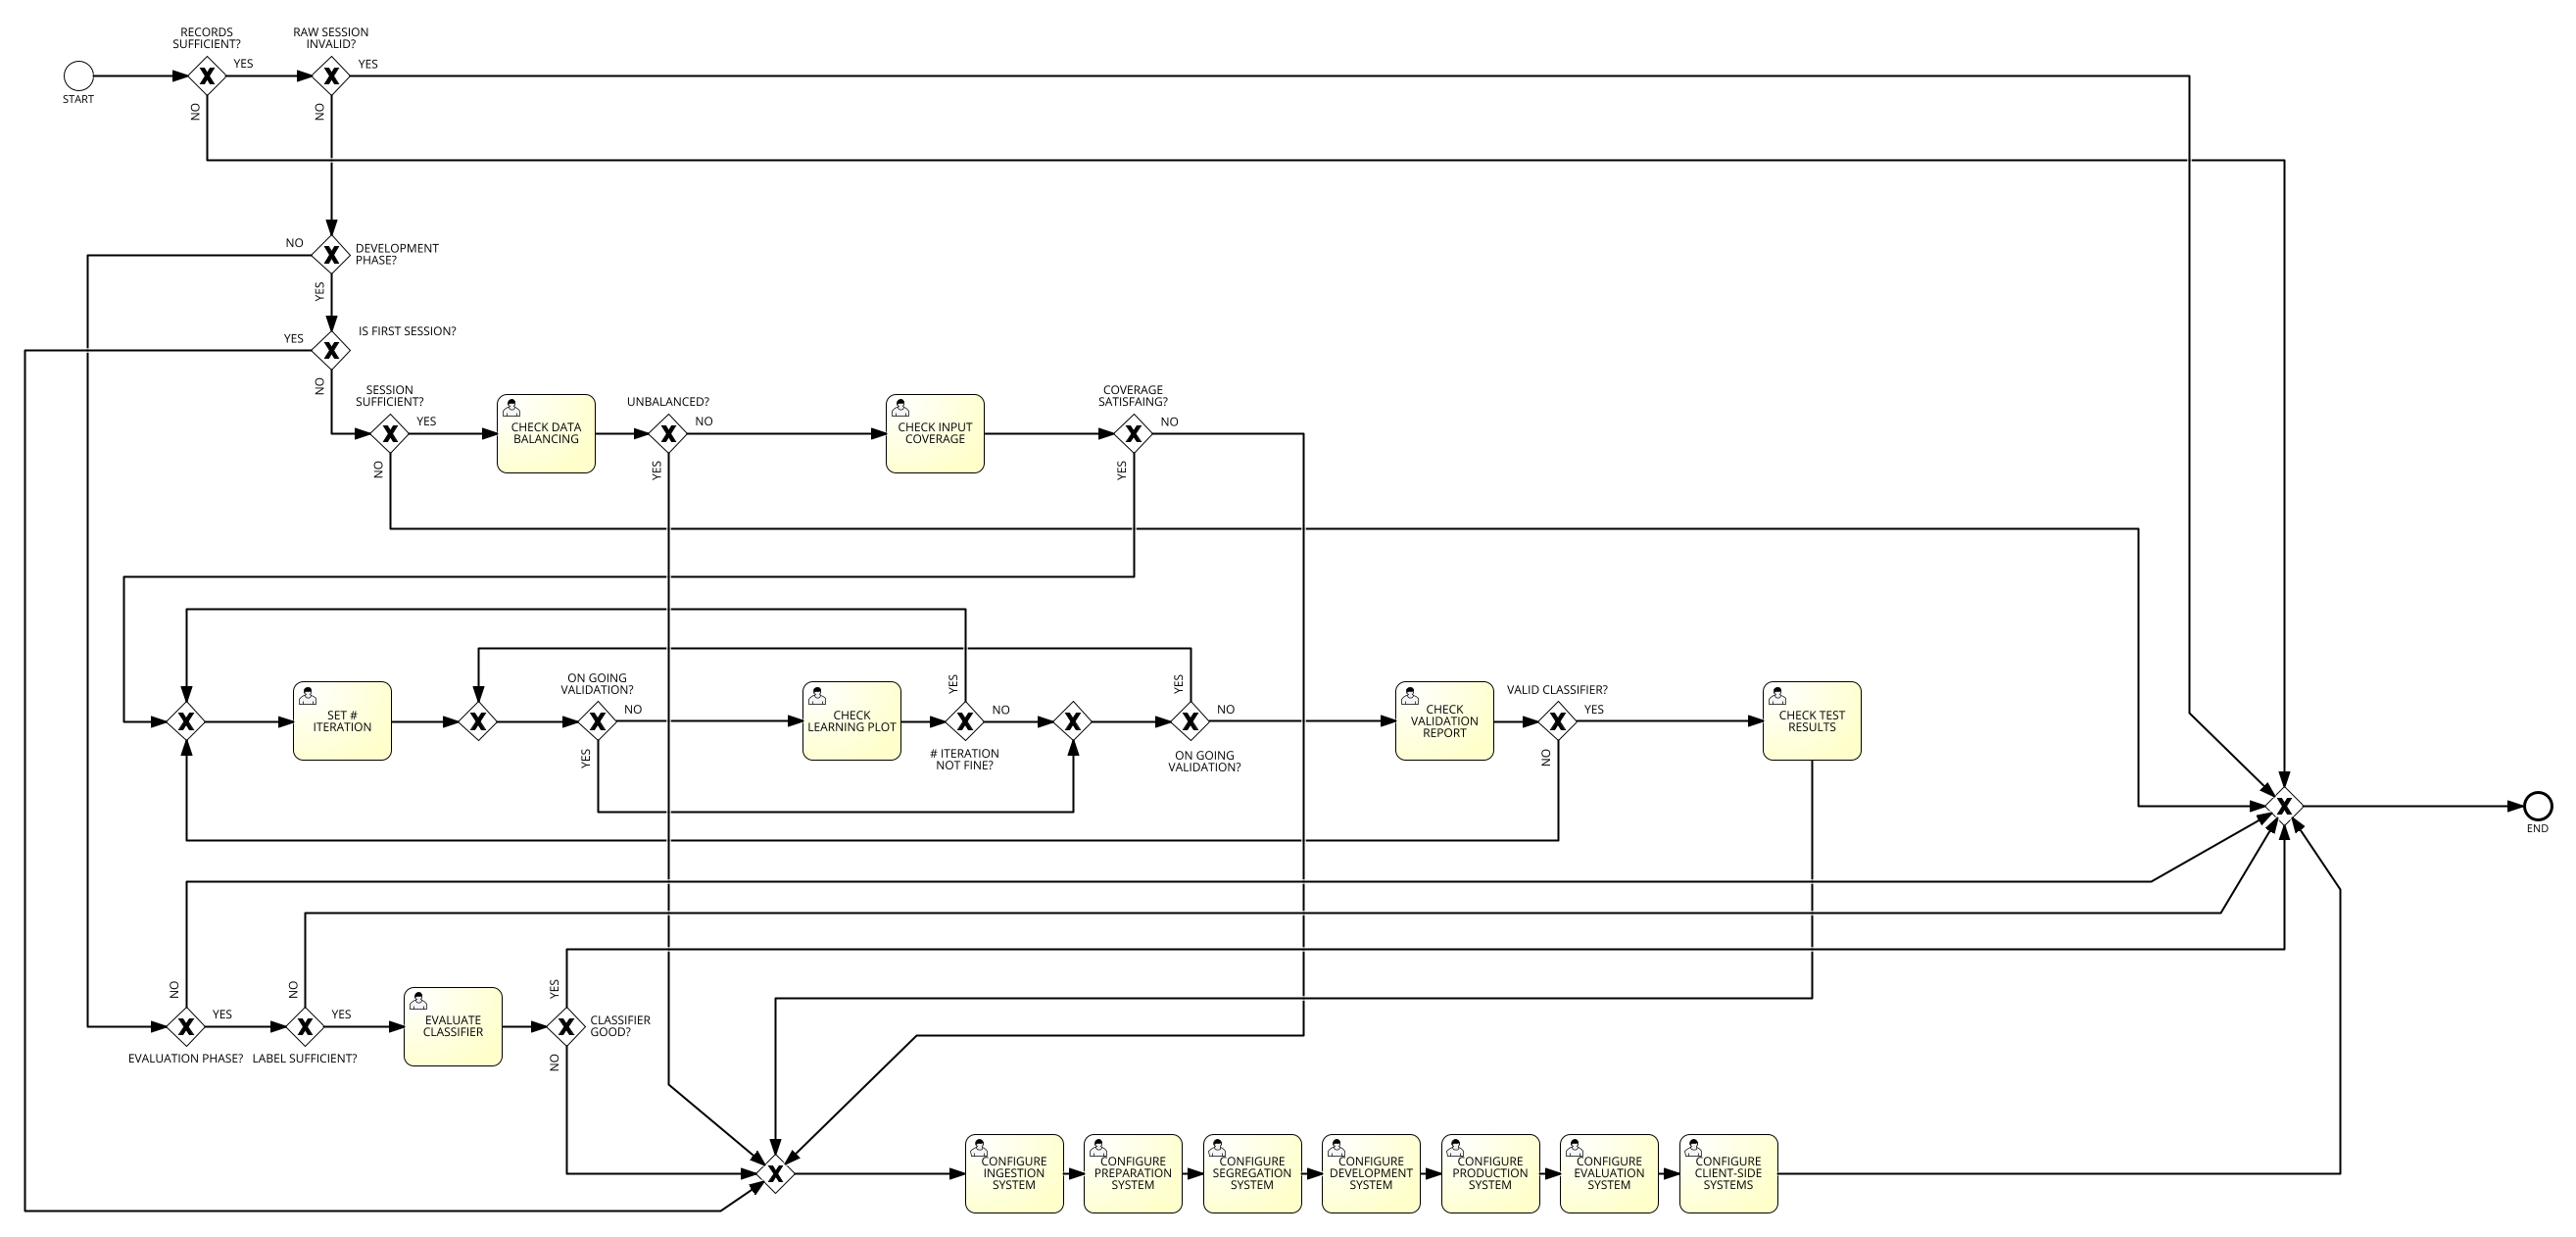 RECORDS
SUFFICIENT?
RAW SESSION
INVALID?
YES
YES
START
NO
NO
NO
DEVELOPMENT
PHASE?
YES
IS FIRST SESSION?
YES
NO
SESSION
SUFFICIENT?
YES
NO
CHECK DATA
BALANCING
UNBALANCED?
NO
YES
CHECK INPUT
COVERAGE
COVERAGE
SATISFAING?
NO
YES
SET #
ITERATION
ON GOING
VALIDATION?
NO
YES
CHECK
LEARNING PLOT
YES
NO
# ITERATION
NOT FINE?
YES
NO
ON GOING
VALIDATION?
CHECK
VALIDATION
REPORT
VALID CLASSIFIER?
YES
NO
CHECK TEST
RESULTS
END
NO
YES
EVALUATION PHASE?
NO
YES
LABEL SUFFICIENT?
EVALUATE
CLASSIFIER
YES
CLASSIFIER
GOOD?
NO
CONFIGURE
INGESTION
SYSTEM
CONFIGURE
PREPARATION
SYSTEM
CONFIGURE
SEGREGATION
SYSTEM
CONFIGURE
DEVELOPMENT
SYSTEM
CONFIGURE
PRODUCTION
SYSTEM
CONFIGURE
EVALUATION
SYSTEM
CONFIGURE
CLIENT-SIDE
SYSTEMS